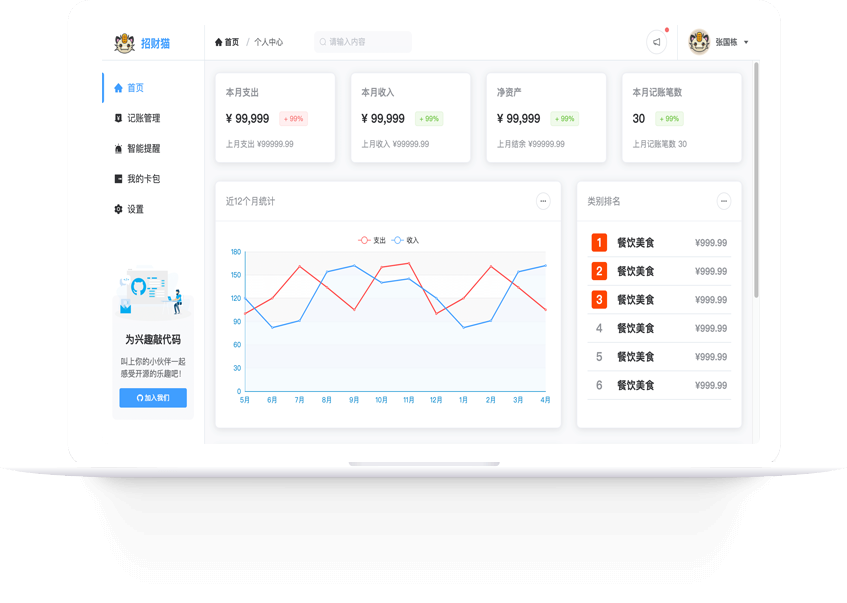 招财猫
首页 / 个人中心
请输入内容
张国栋
首页
记账管理
智能提醒
我的卡包
设置
为兴趣敲代码
叫上你的小伙伴一起
感受开源的乐趣吧!
加入我们
本月支出
¥ 99,999 + 99%
上月支出 ¥99999.99
本月收入
¥ 99,999 + 99%
上月收入 ¥99999.99
净资产
¥ 99,999 + 99%
上月结余 ¥99999.99
本月记账笔数
30 + 99%
上月记账笔数 30
近12个月统计
支出 收入
180
150
120
90
60
30
0
5月 6月 7月 8月 9月 10月 11月 12月 1月 2月 3月 4月
类别排名
1 餐饮美食 ¥999.99
2 餐饮美食 ¥999.99
3 餐饮美食 ¥999.99
4 餐饮美食 ¥999.99
5 餐饮美食 ¥999.99
6 餐饮美食 ¥999.99